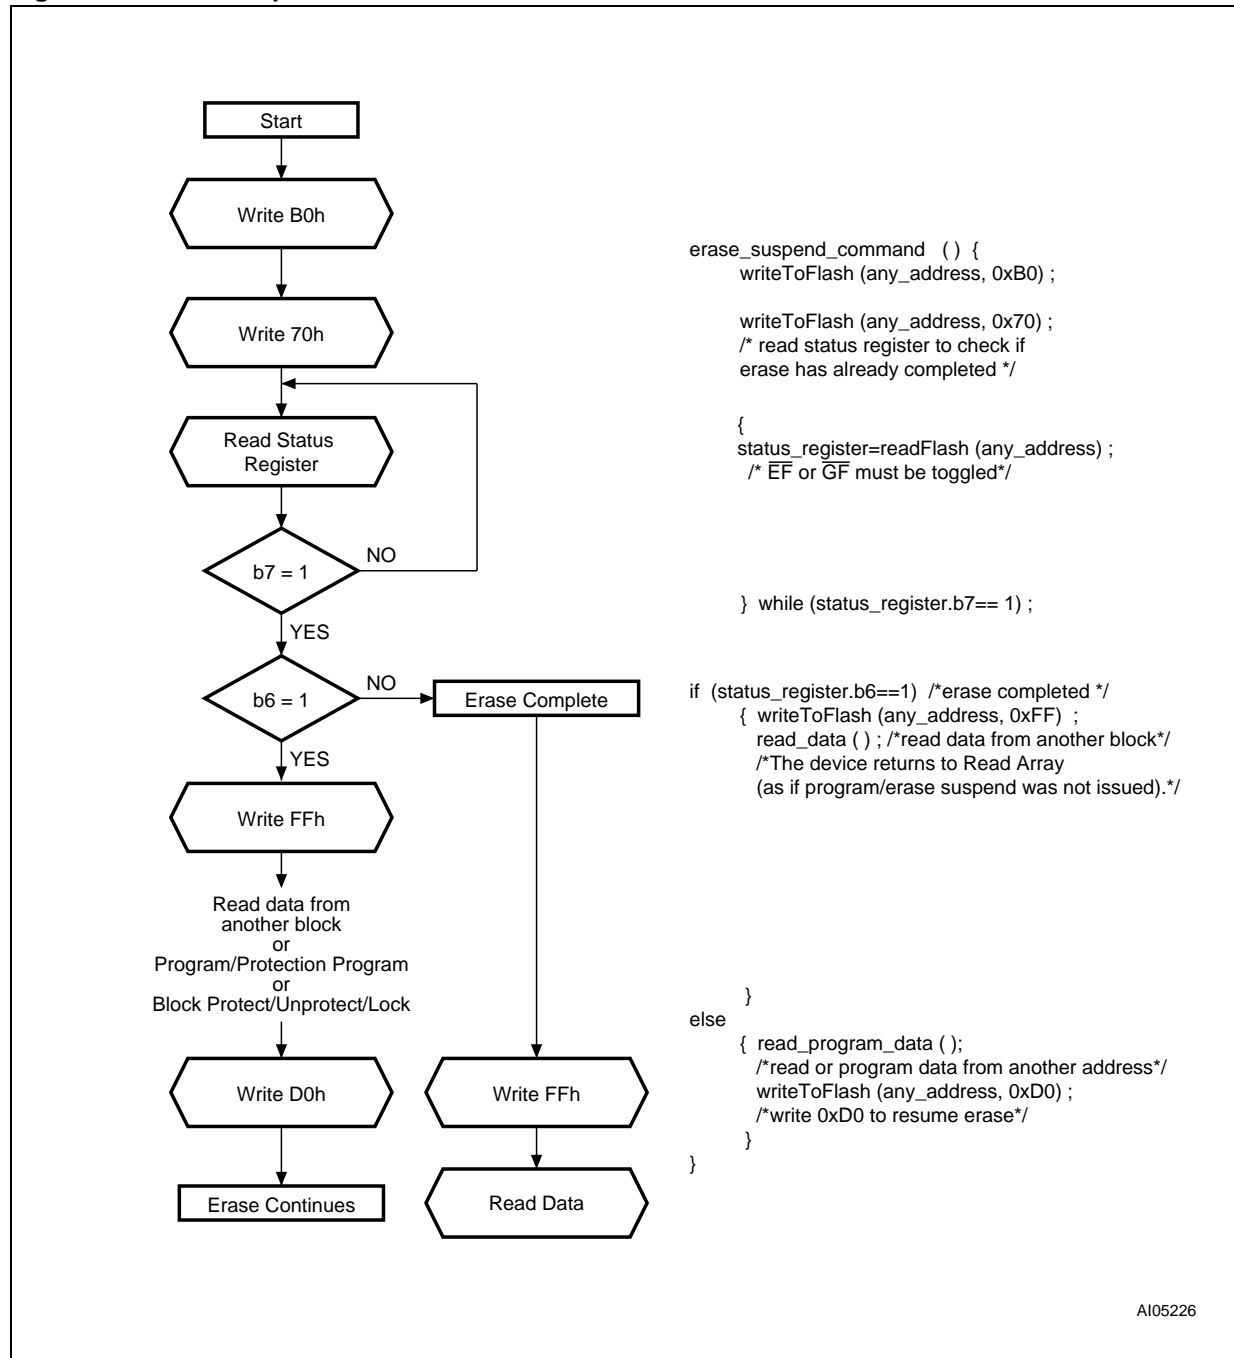 Start
Write B0h
Write 70h
Read Status
Register
b7 = 1
NO
YES
b6 = 1
NO
Erase Complete
YES
Write FFh
Read data from
another block
or
Program/Protection Program
or
Block Protect/Unprotect/Lock
Write D0h
Erase Continues
Write FFh
Read Data
erase_suspend_command ( ) {
writeToFlash (any_address, 0xB0) ;
writeToFlash (any_address, 0x70) ;
/* read status register to check if
erase has already completed */
{
status_register=readFlash (any_address) ;
/* E̅F̅ or G̅F̅ must be toggled*/
} while (status_register.b7== 1) ;
if (status_register.b6==1) /*erase completed */
{ writeToFlash (any_address, 0xFF) ;
read_data ( ) ; /*read data from another block*/
/*The device returns to Read Array
(as if program/erase suspend was not issued).*/
}
else
{ read_program_data ( );
/*read or program data from another address*/
writeToFlash (any_address, 0xD0) ;
/*write 0xD0 to resume erase*/
}
}
AI05226